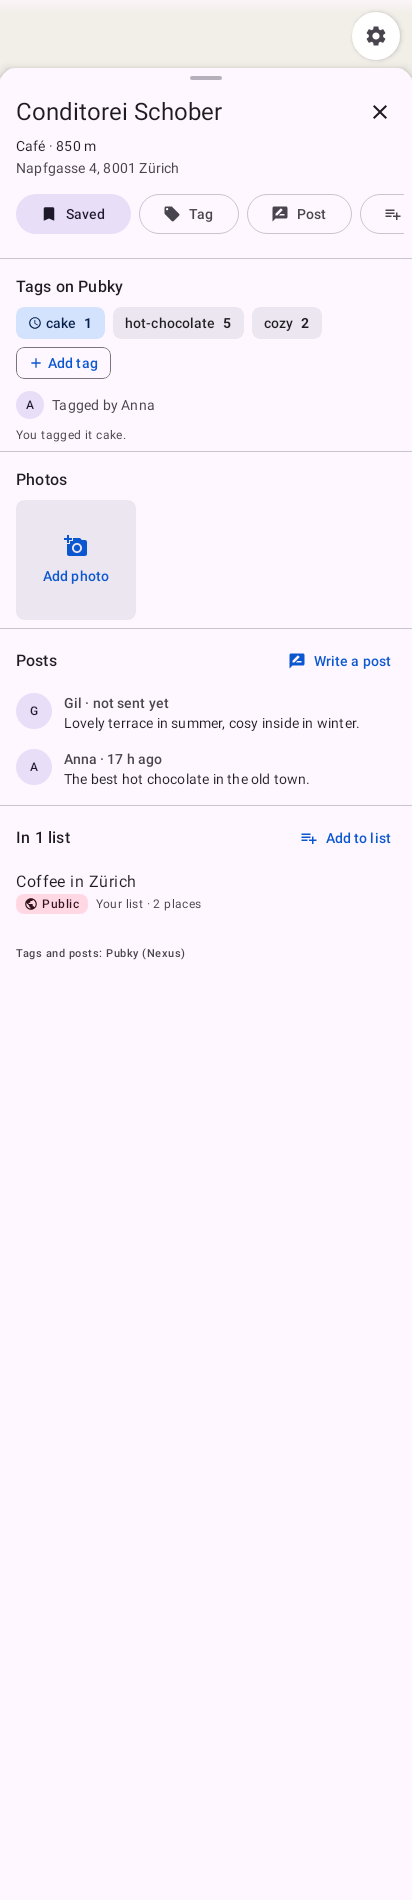 Conditorei Schober
Café · 850 m
Napfgasse 4, 8001 Zürich
Saved
Tag
Post
Tags on Pubky
cake 1
hot-chocolate 5
cozy 2
+ Add tag
A
Tagged by Anna
You tagged it cake.
Photos
Add photo
Posts
Write a post
G
Gil · not sent yet
Lovely terrace in summer, cosy inside in winter.
A
Anna · 17 h ago
The best hot chocolate in the old town.
In 1 list
Add to list
Coffee in Zürich
Public
Your list · 2 places
Tags and posts: Pubky (Nexus)